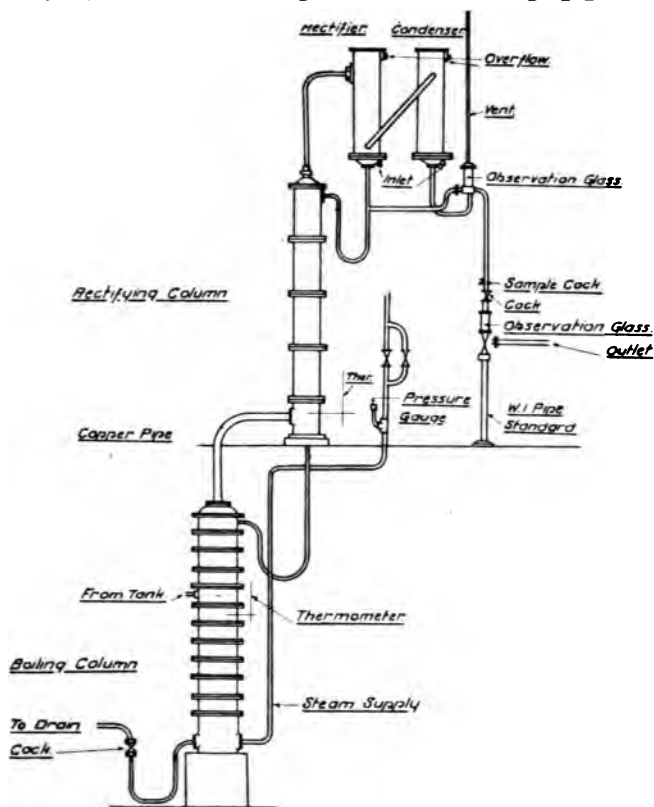 Rectifier
Condenser
Overflow
Vent
Inlet
Observation Glass.
Rectifying Column
Sample Cock
Cock
Observation Glass.
Outlet
Ther.
Pressure
Gauge
W.I Pipe
Standard
Copper Pipe
From Tank
Thermometer
Boiling Column
Steam Supply
To Drain
Cock